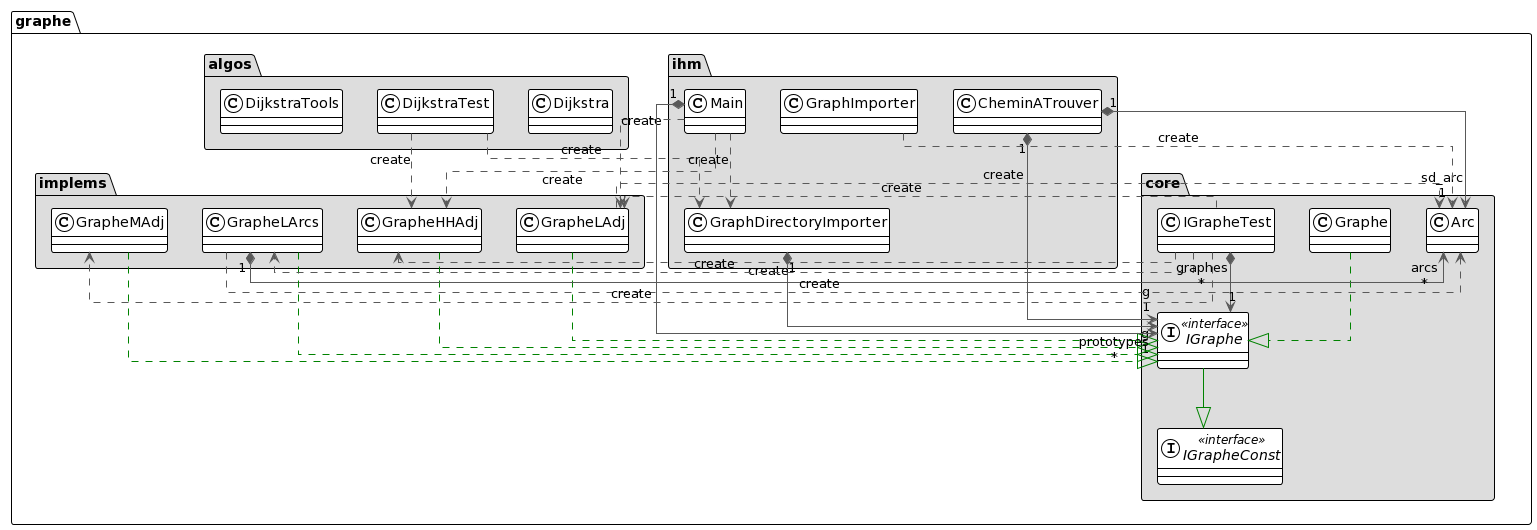 graphe
algos
ihm
C DijkstraTools
C DijkstraTest
C Dijkstra
1
C Main
C GraphImporter
C CheminATrouver
1
create
create
1
create
create
create
create
create
create
sd_arc
1
implems
core
C GrapheMAdj
C GrapheLArcs
C GrapheHHAdj
C GrapheLAdj
C GraphDirectoryImporter
C IGrapheTest
C Graphe
C Arc
1
create
create
1
graphes
*
arcs
*
create
create
g
1
1
«interface»
I IGraphe
g
prototypes
1
*
«interface»
I IGrapheConst